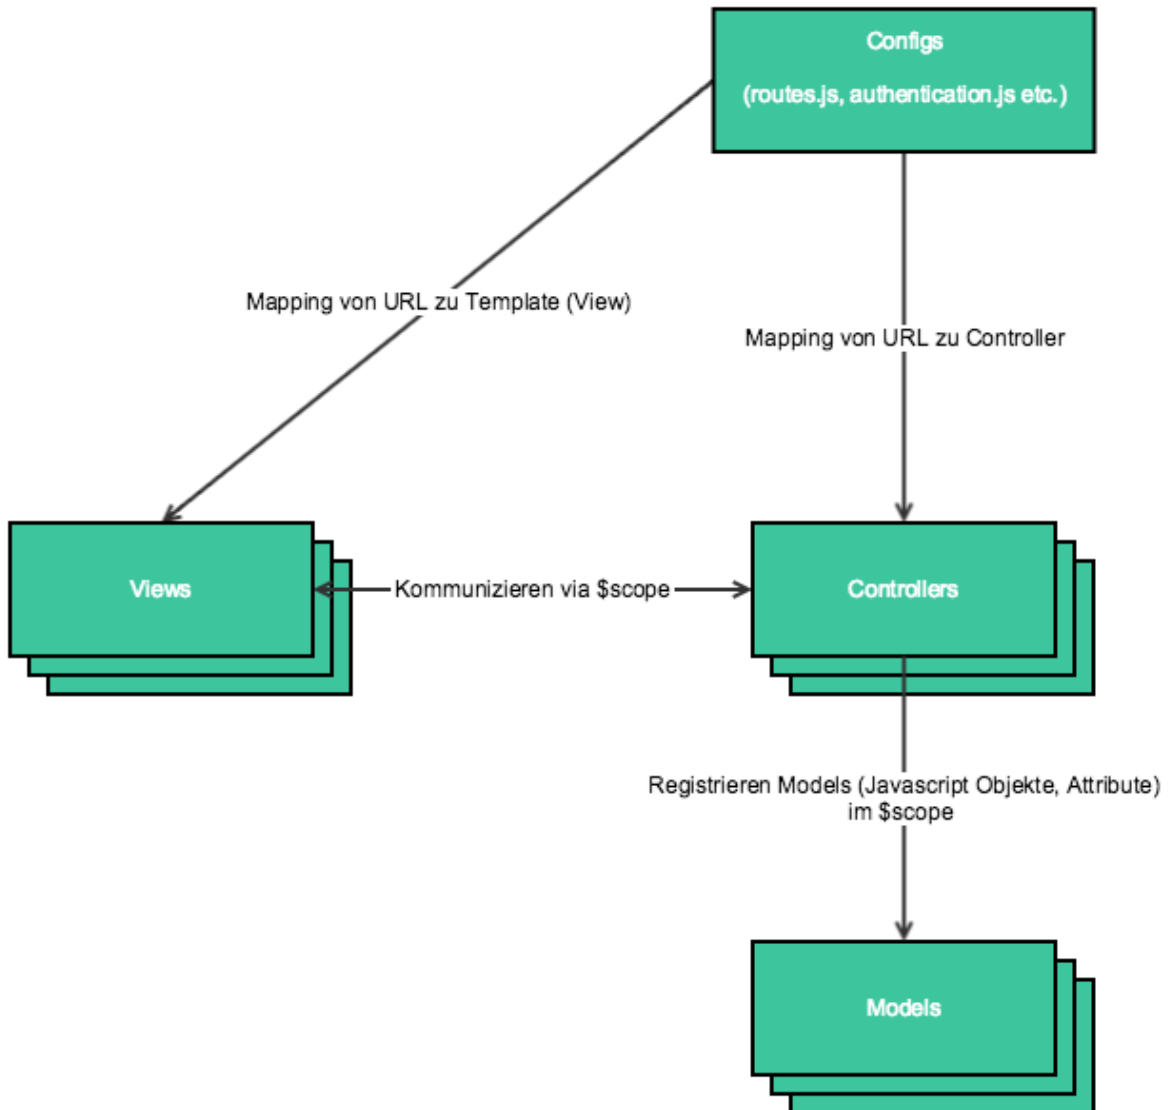 Configs
(routes.js, authentication.js etc.)
Mapping von URL zu Template (View)
Mapping von URL zu Controller
Views
Kommunizieren via $scope
Controllers
Registrieren Models (Javascript Objekte, Attribute)
im $scope
Models